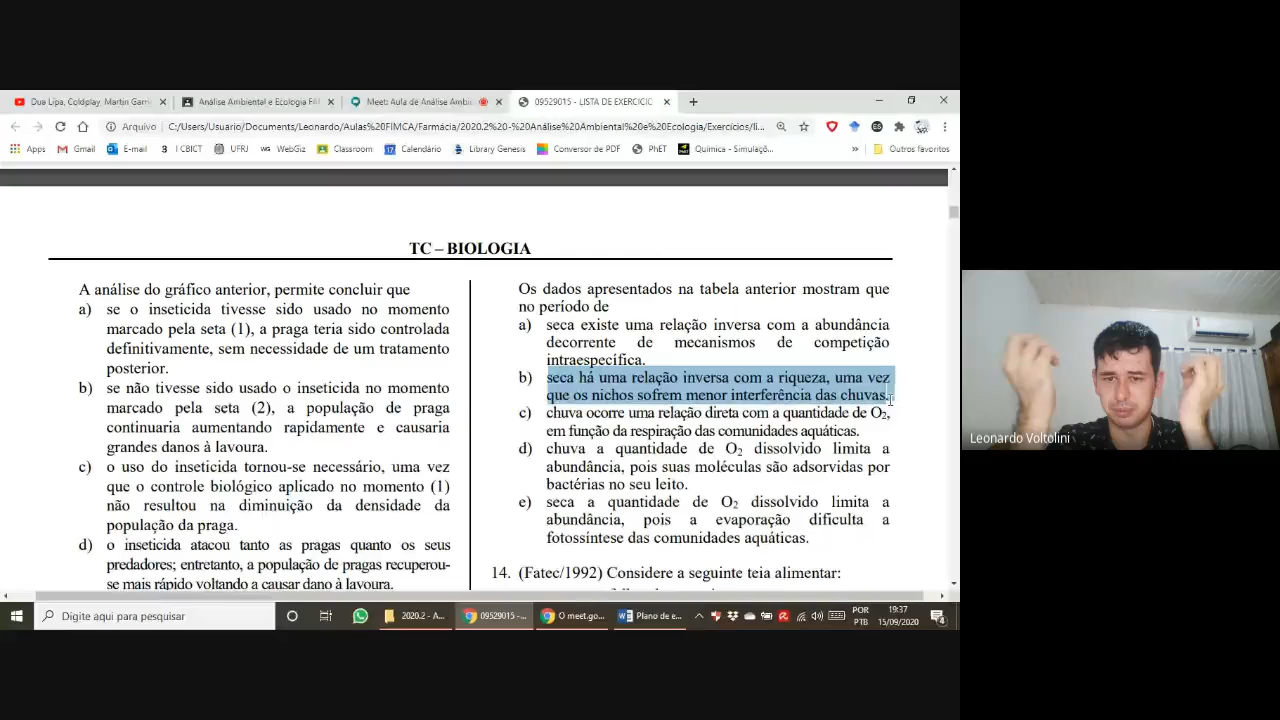 Dua Lipa, Coldplay, Martin Garri
Análise Ambiental e Ecologia FAR
Meet: Aula de Análise Ambie
09529015 - LISTA DE EXERCICIO
Arquivo
C:/Users/Usuario/Documents/Leonardo/Aulas%20FIMCA/Farmácia/2020.2%20-%20Análise%20Ambiental%20e%20Ecologia/Exercicios/li...
Apps
Gmail
E-mail
I CBICT
UFRJ
WebGiz
Classroom
Calendário
Library Genesis
Conversor de PDF
PhET
Química - Simulaçõ...
»
Outros favoritos
TC – BIOLOGIA
A análise do gráfico anterior, permite concluir que
a) se o inseticida tivesse sido usado no momento
marcado pela seta (1), a praga teria sido controlada
definitivamente, sem necessidade de um tratamento
posterior.
b) se não tivesse sido usado o inseticida no momento
marcado pela seta (2), a população de praga
continuaria aumentando rapidamente e causaria
grandes danos à lavoura.
c) o uso do inseticida tornou-se necessário, uma vez
que o controle biológico aplicado no momento (1)
não resultou na diminuição da densidade da
população da praga.
d) o inseticida atacou tanto as pragas quanto os seus
predadores; entretanto, a população de pragas recuperou-
se mais rápido voltando a causar dano à lavoura.
Os dados apresentados na tabela anterior mostram que
no período de
a) seca existe uma relação inversa com a abundância
decorrente de mecanismos de competição
intraespecífica.
b) seca há uma relação inversa com a riqueza, uma vez
que os nichos sofrem menor interferência das chuvas.
c) chuva ocorre uma relação direta com a quantidade de O₂,
em função da respiração das comunidades aquáticas.
d) chuva a quantidade de O₂ dissolvido limita a
abundância, pois suas moléculas são adsorvidas por
bactérias no seu leito.
e) seca a quantidade de O₂ dissolvido limita a
abundância, pois a evaporação dificulta a
fotossíntese das comunidades aquáticas.
14. (Fatec/1992) Considere a seguinte teia alimentar:
Leonardo Voltolini
Digite aqui para pesquisar
2020.2 - A...
09529015 -...
O meet.go...
Plano de e...
POR
PTB
19:37
15/09/2020
4